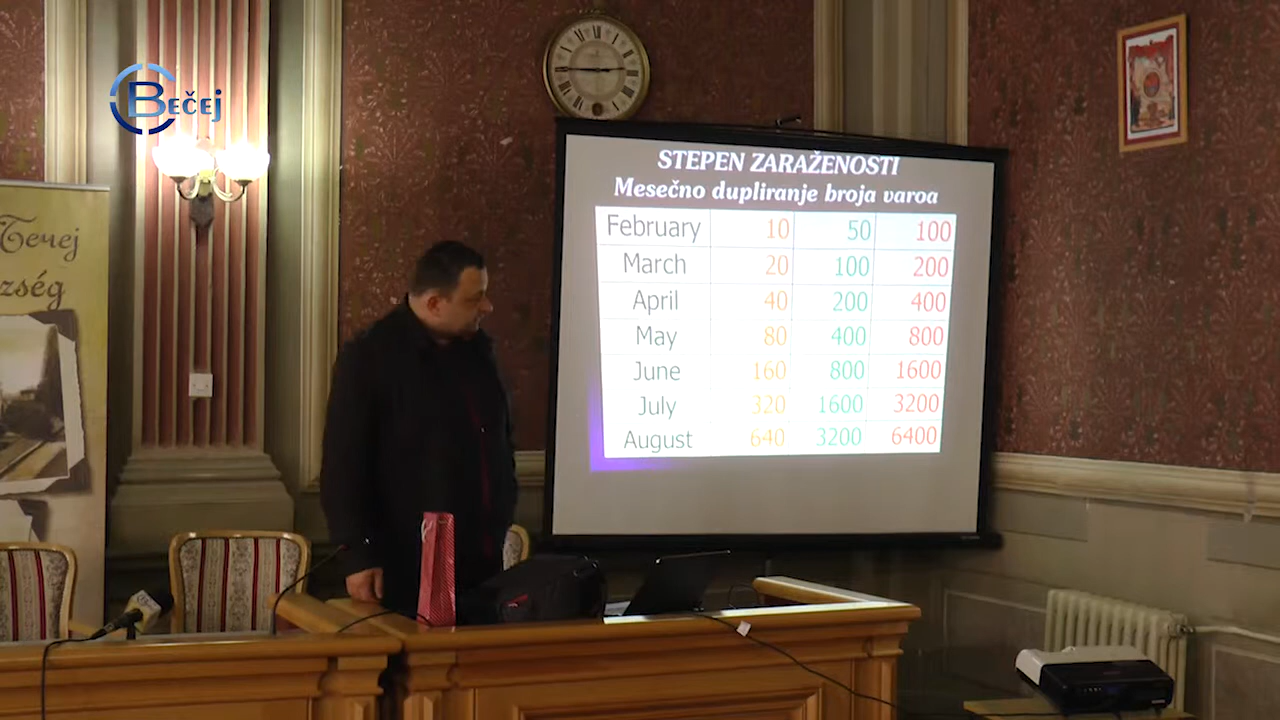 Bečej
STEPEN ZARAŽENOSTI
Mesečno dupliranje broja varoa
February 10 50 100
March 20 100 200
April 40 200 400
May 80 400 800
June 160 800 1600
July 320 1600 3200
August 640 3200 6400
Бечеј
zség